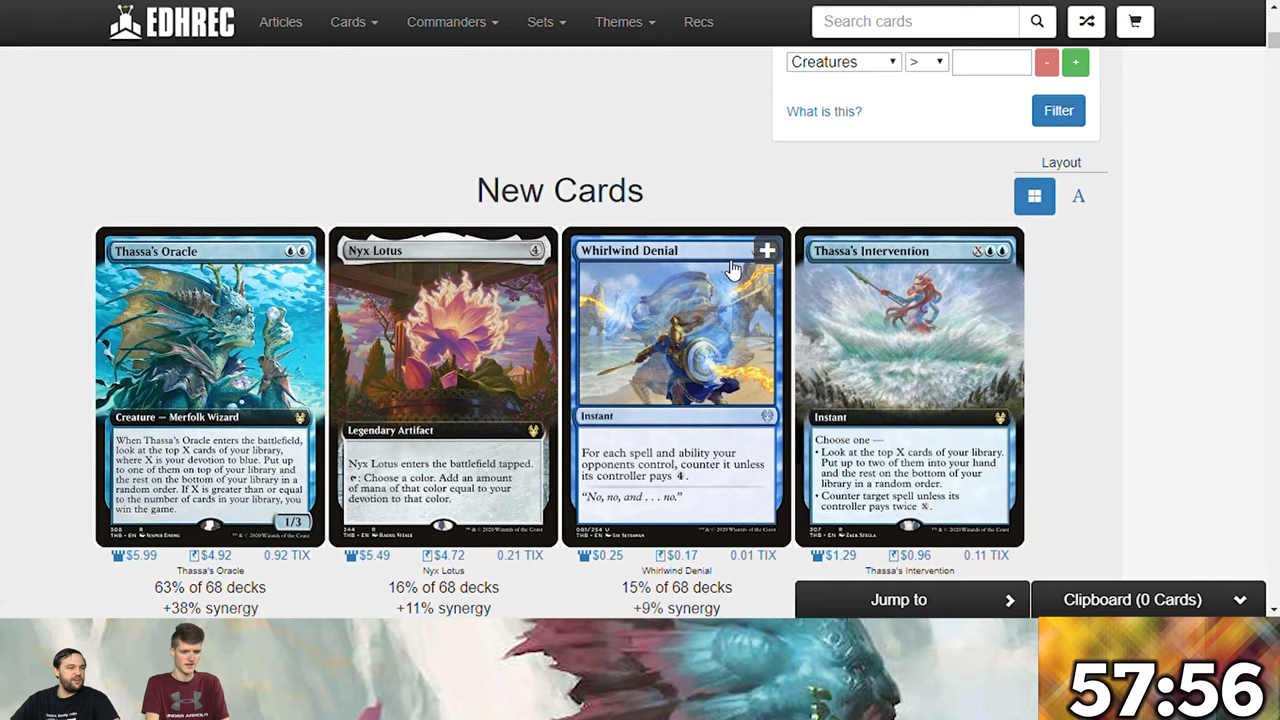 EDHREC Articles Cards Commanders Sets Themes Recs Search cards
Creatures > - +
What is this? Filter
Layout
New Cards
A
Thassa's Oracle
Creature — Merfolk Wizard
When Thassa's Oracle enters the battlefield,
look at the top X cards of your library,
where X is your devotion to blue. Put up
to one of them on top of your library and
the rest on the bottom of your library in a
random order. If X is greater than or equal
to the number of cards in your library, you
win the game.
1/3
Nyx Lotus 4
Legendary Artifact
Nyx Lotus enters the battlefield tapped.
: Choose a color. Add an amount
of mana of that color equal to your
devotion to that color.
Whirlwind Denial
Instant
For each spell and ability your
opponents control, counter it unless
its controller pays 4.
"No, no, and . . . no."
Thassa's Intervention X
Instant
Choose one —
• Look at the top X cards of your library.
Put up to two of them into your hand
and the rest on the bottom of your
library in a random order.
• Counter target spell unless its
controller pays twice X.
$5.99 $4.92 0.92 TIX
Thassa's Oracle
63% of 68 decks
+38% synergy
$5.49 $4.72 0.21 TIX
Nyx Lotus
16% of 68 decks
+11% synergy
$0.25 $0.17 0.01 TIX
Whirlwind Denial
15% of 68 decks
+9% synergy
$1.29 $0.96 0.11 TIX
Thassa's Intervention
Jump to Clipboard (0 Cards)
57:56